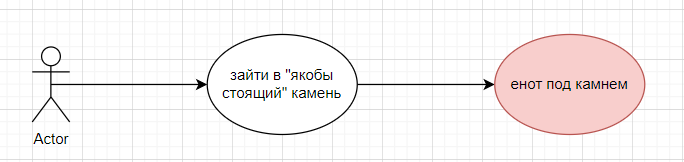 зайти в "якобы
стоящий" камень
енот под камнем
Actor